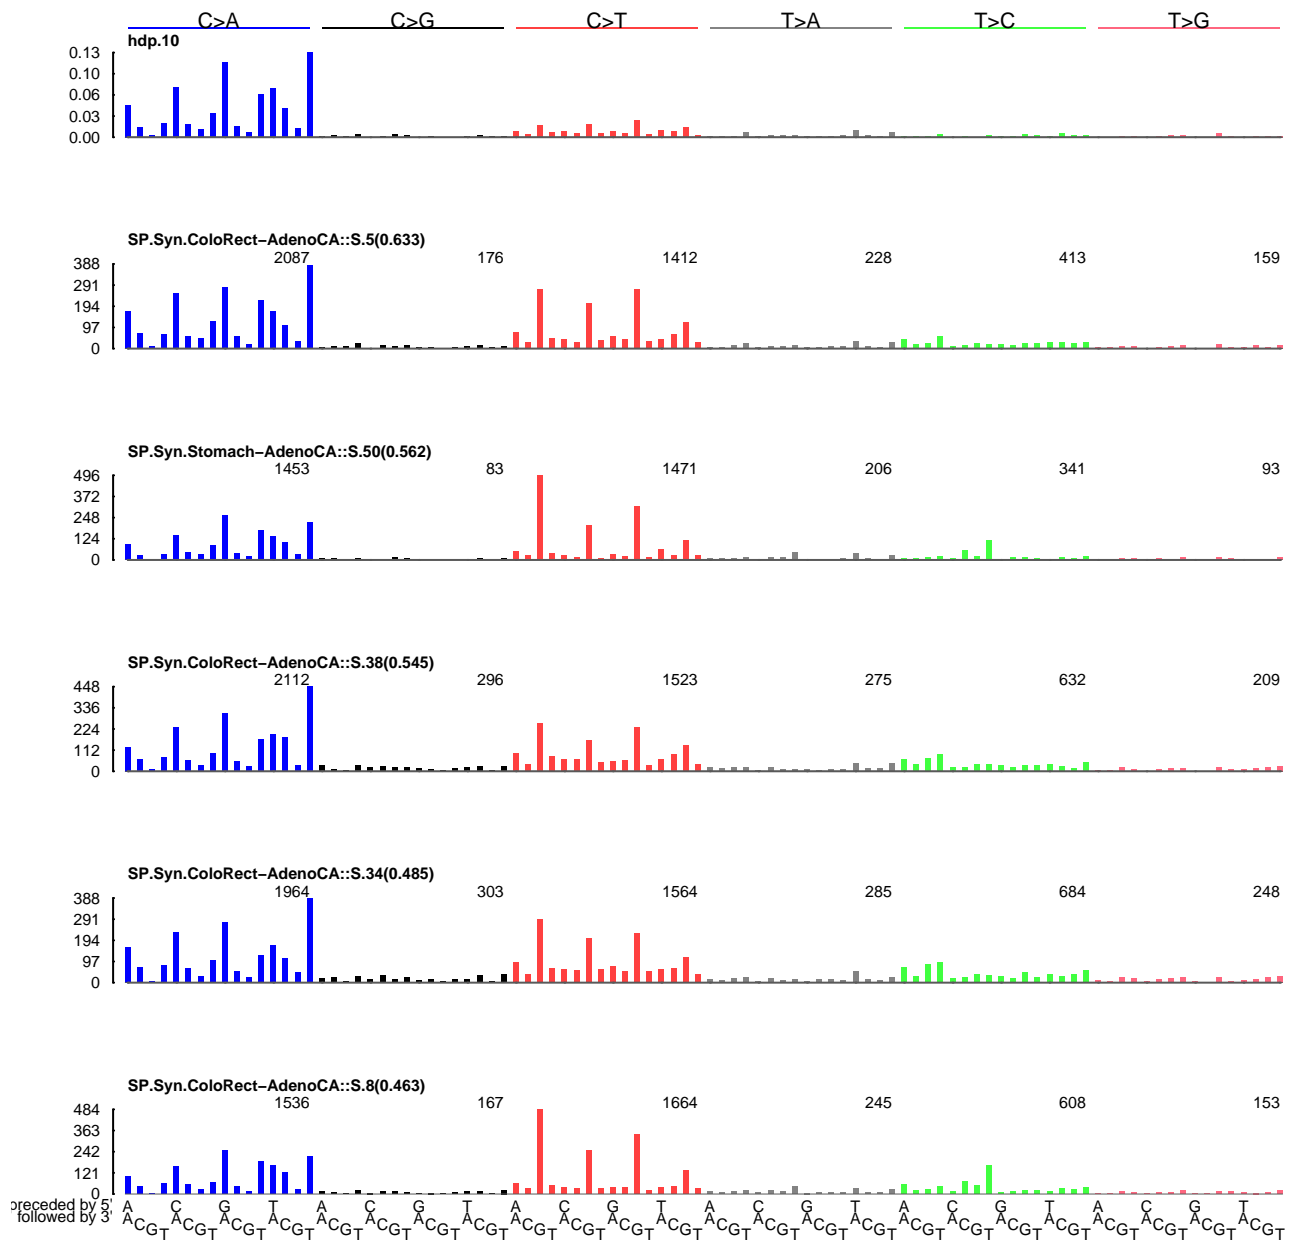 C>A C>G C>T T>A T>C T>G
hdp.10
0.13
0.10
0.06
0.03
0.00
SP.Syn.ColoRect−AdenoCA::S.5(0.633)
2087 176 1412 228 413 159
388
291
194
97
0
SP.Syn.Stomach−AdenoCA::S.50(0.562)
1453 83 1471 206 341 93
496
372
248
124
0
SP.Syn.ColoRect−AdenoCA::S.38(0.545)
2112 296 1523 275 632 209
448
336
224
112
0
SP.Syn.ColoRect−AdenoCA::S.34(0.485)
1964 303 1564 285 684 248
388
291
194
97
0
SP.Syn.ColoRect−AdenoCA::S.8(0.463)
1536 167 1664 245 608 153
484
363
242
121
0
preceded by 5' A C G T A C G T A C G T A C G T A C G T A C G T
followed by 3' A C G T A C G T A C G T A C G T A C G T A C G T A C G T A C G T A C G T A C G T A C G T A C G T A C G T A C G T A C G T A C G T A C G T A C G T A C G T A C G T A C G T A C G T A C G T A C G T